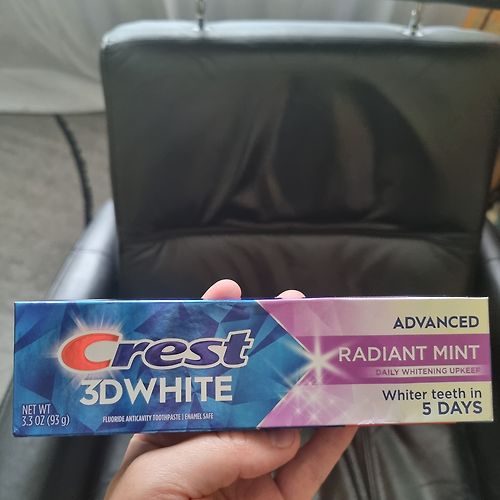 Crest
3DWHITE
NET WT
3.3 OZ (93 g)
FLUORIDE ANTICAVITY TOOTHPASTE | ENAMEL SAFE
ADVANCED
RADIANT MINT
DAILY WHITENING UPKEEP
Whiter teeth in
5 DAYS